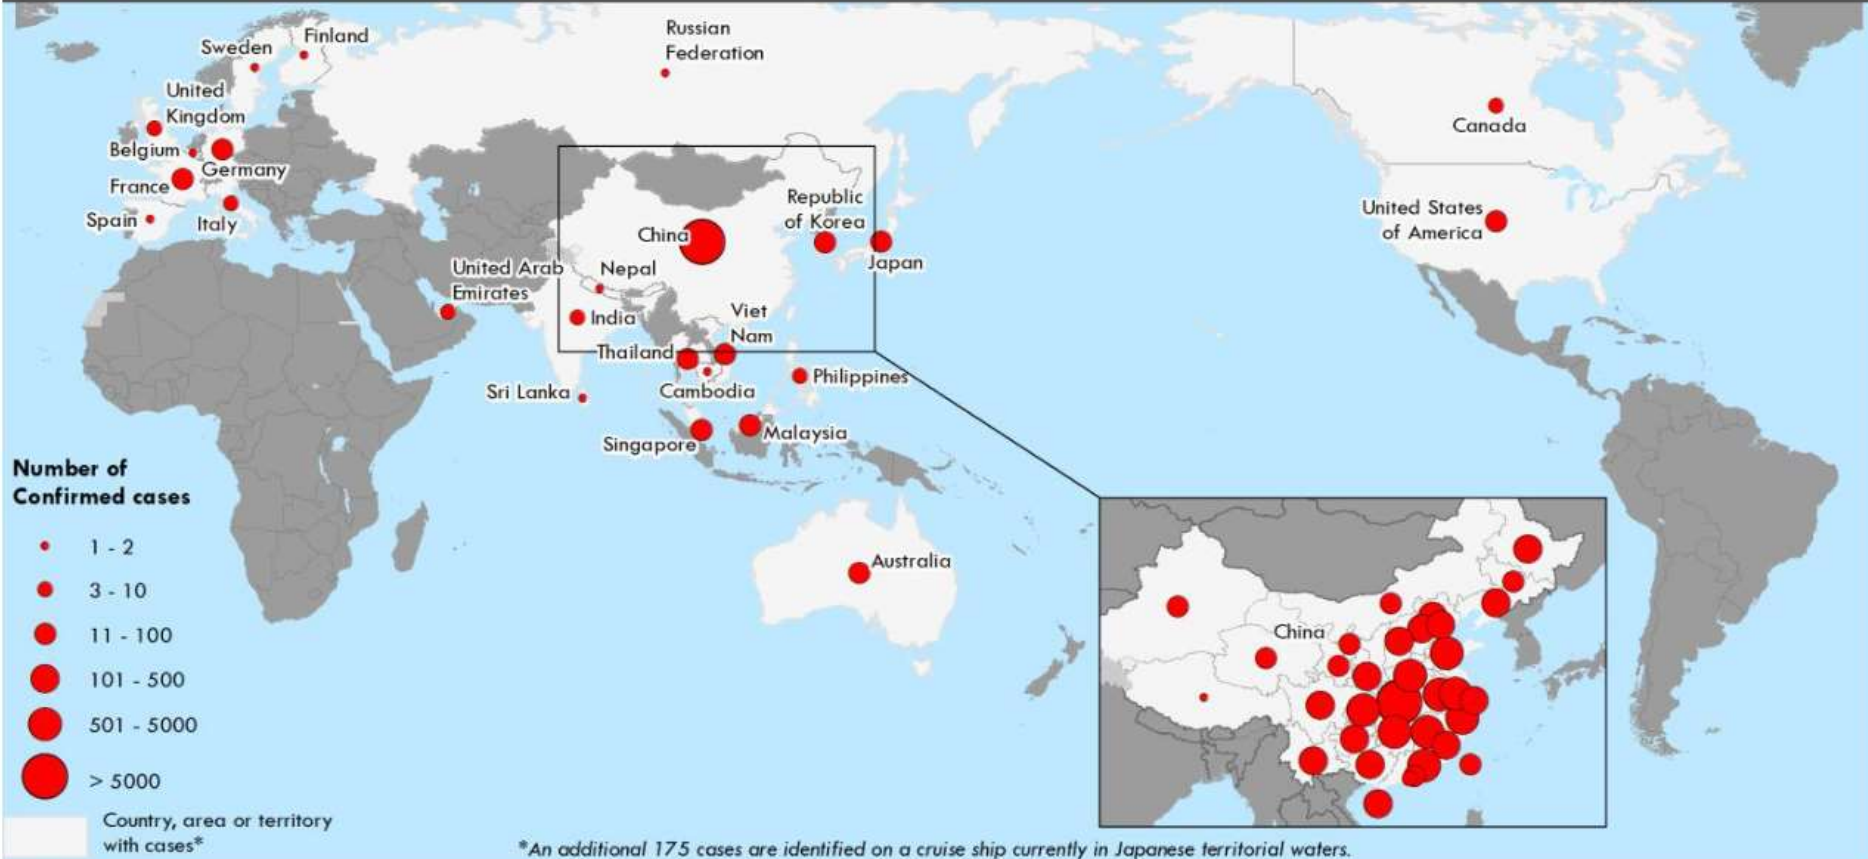 Finland
Sweden
Russian
Federation
United
Kingdom
Belgium
Germany
France
Spain
Italy
Canada
United States
of America
Republic
of Korea
China
Japan
United Arab
Emirates
Nepal
India
Viet
Nam
Thailand
Cambodia
Philippines
Sri Lanka
Singapore
Malaysia
Australia
Number of
Confirmed cases
1 - 2
3 - 10
11 - 100
101 - 500
501 - 5000
> 5000
Country, area or territory
with cases*
China
*An additional 175 cases are identified on a cruise ship currently in Japanese territorial waters.